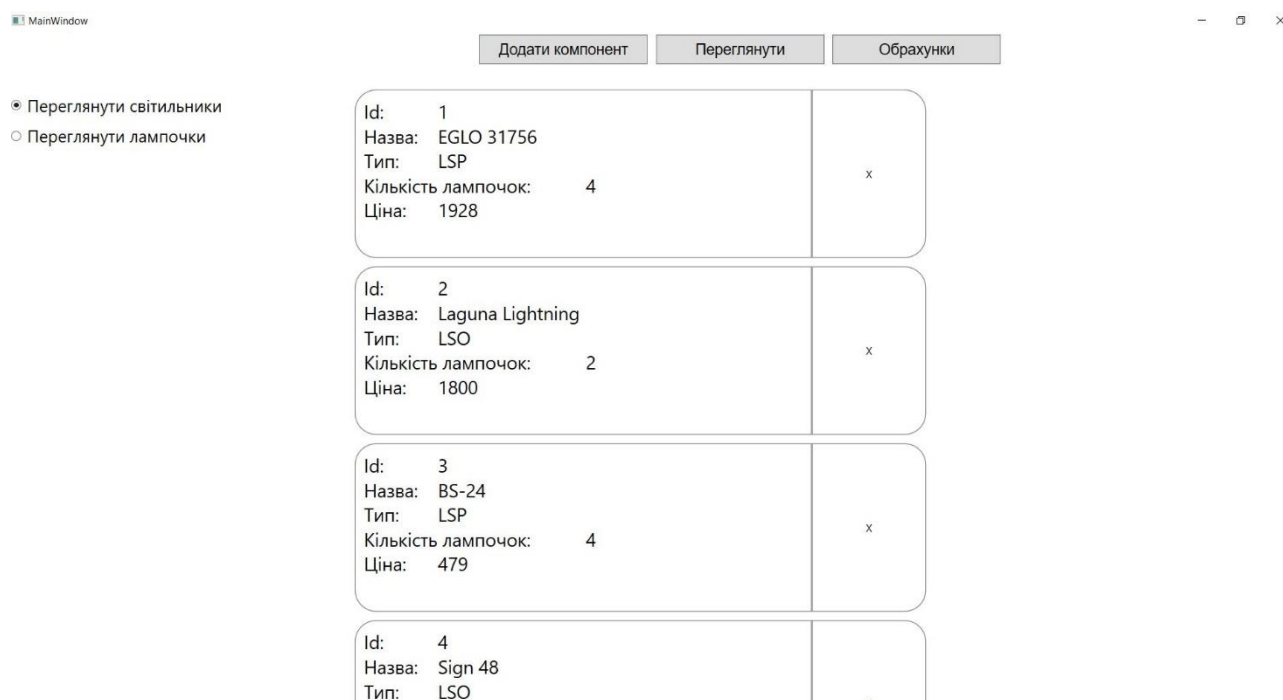 MainWindow
Додати компонент Переглянути Обрахунки
Переглянути світильники
Переглянути лампочки
Id: 1
Назва: EGLO 31756
Тип: LSP
Кількість лампочок: 4
Ціна: 1928
x
Id: 2
Назва: Laguna Lightning
Тип: LSO
Кількість лампочок: 2
Ціна: 1800
x
Id: 3
Назва: BS-24
Тип: LSP
Кількість лампочок: 4
Ціна: 479
x
Id: 4
Назва: Sign 48
Тип: LSO